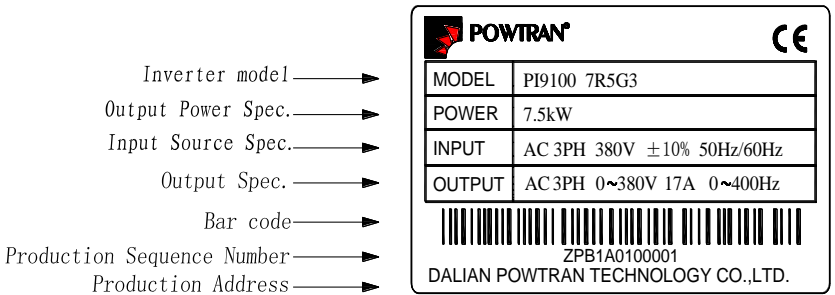 POWTRAN®
CE
Inverter model
MODEL PI9100 7R5G3
Output Power Spec.
POWER 7.5kW
Input Source Spec.
INPUT AC 3PH 380V ±10% 50Hz/60Hz
Output Spec.
OUTPUT AC 3PH 0~380V 17A 0~400Hz
Bar code
Production Sequence Number
ZPB1A0100001
Production Address
DALIAN POWTRAN TECHNOLOGY CO.,LTD.